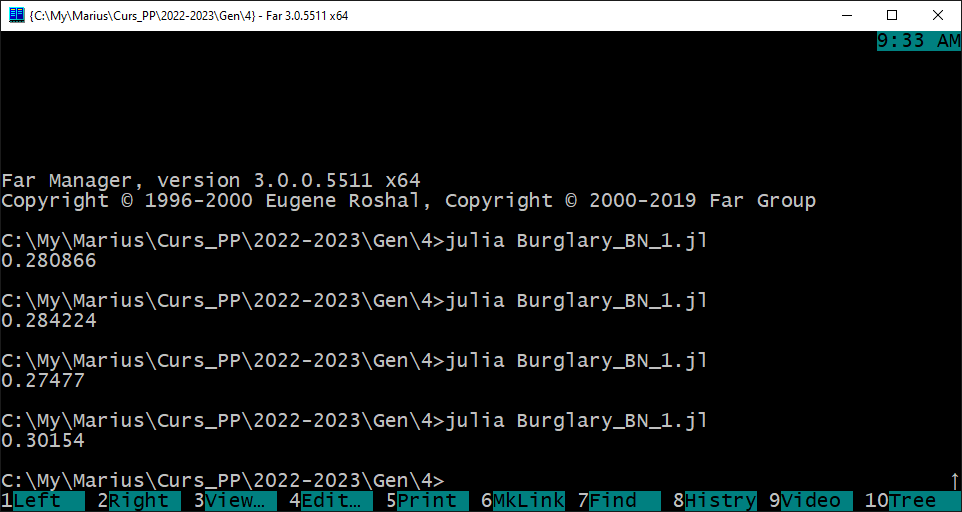 {C:\My\Marius\Curs_PP\2022-2023\Gen\4} - Far 3.0.5511 x64
9:33 AM
Far Manager, version 3.0.0.5511 x64
Copyright © 1996-2000 Eugene Roshal, Copyright © 2000-2019 Far Group
C:\My\Marius\Curs_PP\2022-2023\Gen\4>julia Burglary_BN_1.jl
0.280866
C:\My\Marius\Curs_PP\2022-2023\Gen\4>julia Burglary_BN_1.jl
0.284224
C:\My\Marius\Curs_PP\2022-2023\Gen\4>julia Burglary_BN_1.jl
0.27477
C:\My\Marius\Curs_PP\2022-2023\Gen\4>julia Burglary_BN_1.jl
0.30154
C:\My\Marius\Curs_PP\2022-2023\Gen\4>
1Left 2Right 3View… 4Edit… 5Print 6MkLink 7Find 8Histry 9Video 10Tree